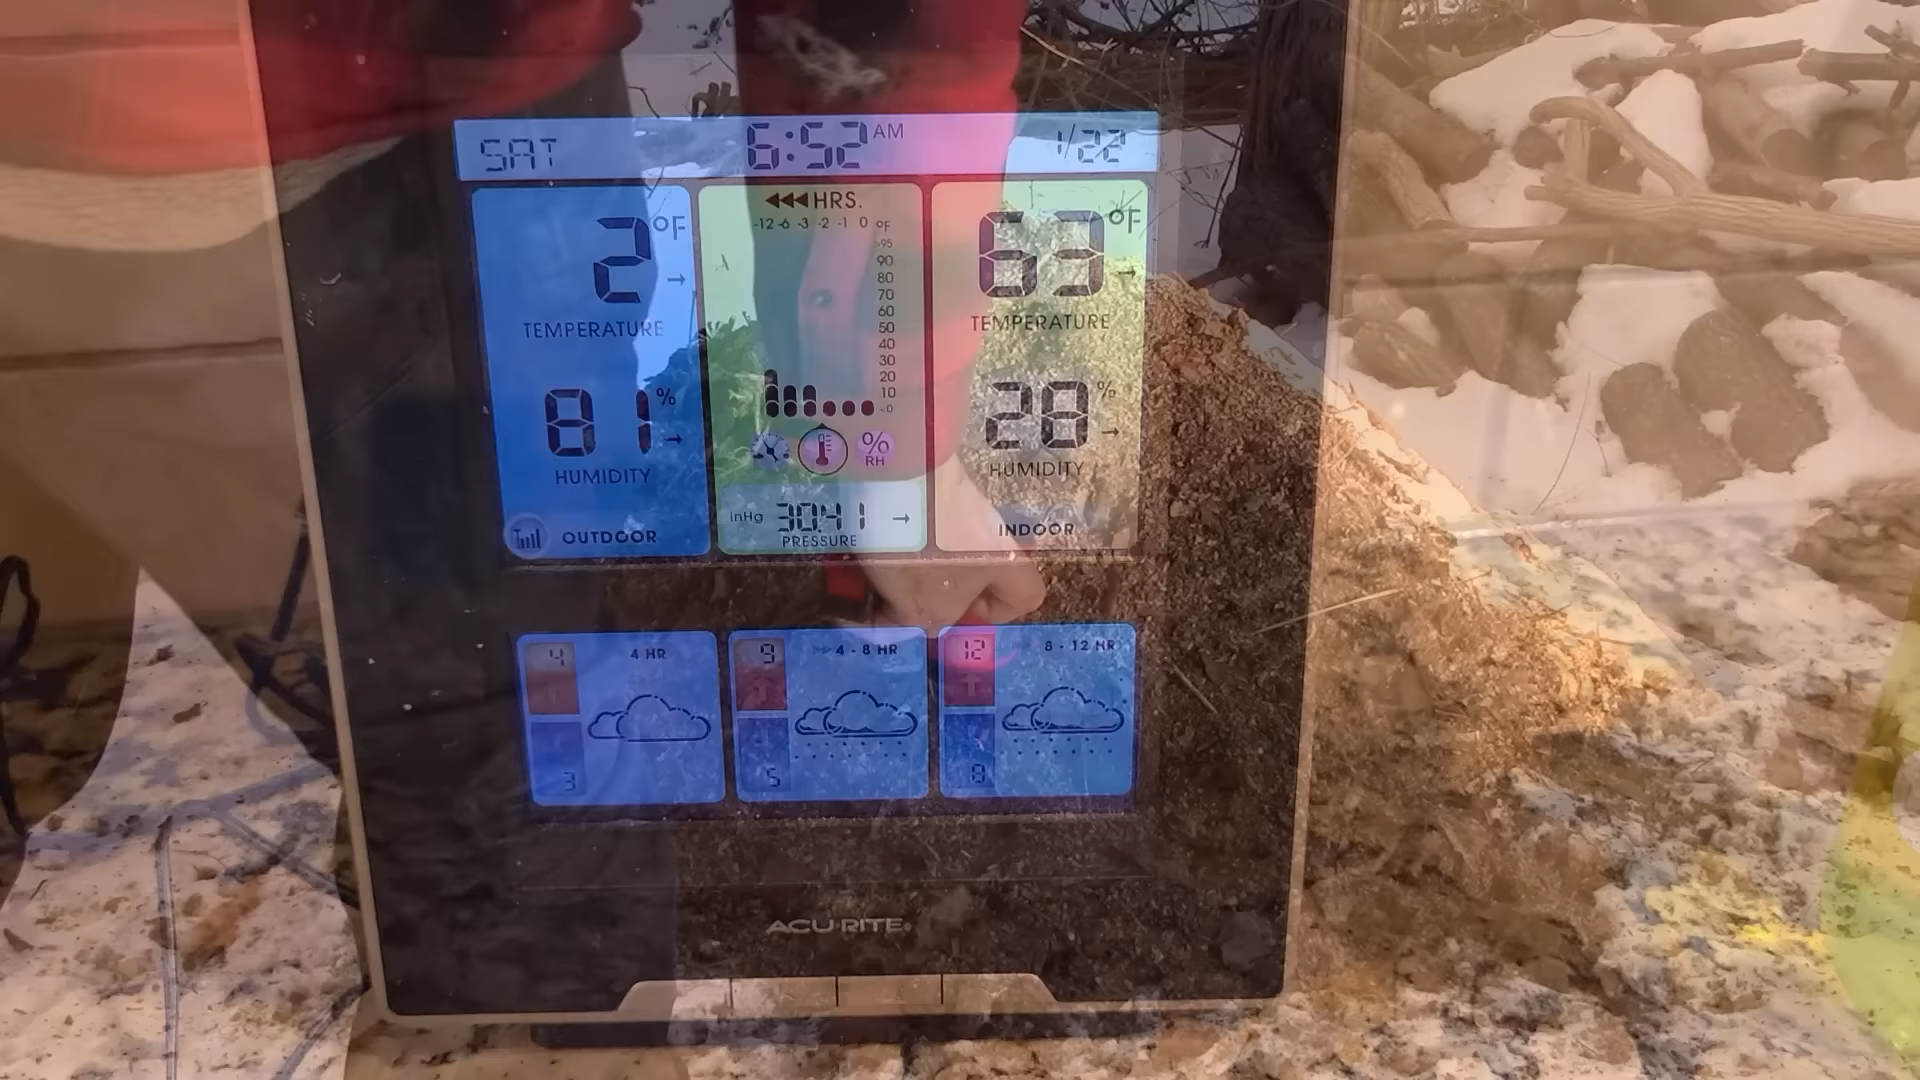 SAT 6:52 AM 1/22
2 °F
TEMPERATURE
81 %
HUMIDITY
OUTDOOR
HRS.
-12 -6 -3 -2 -1 0 °F
>95
90
80
70
60
50
40
30
20
10
<0
%
RH
inHg 30.41
PRESSURE
63 °F
TEMPERATURE
28 %
HUMIDITY
INDOOR
4 4 HR
3
9 4 - 8 HR
5
12 8 - 12 HR
8
ACU·RITE